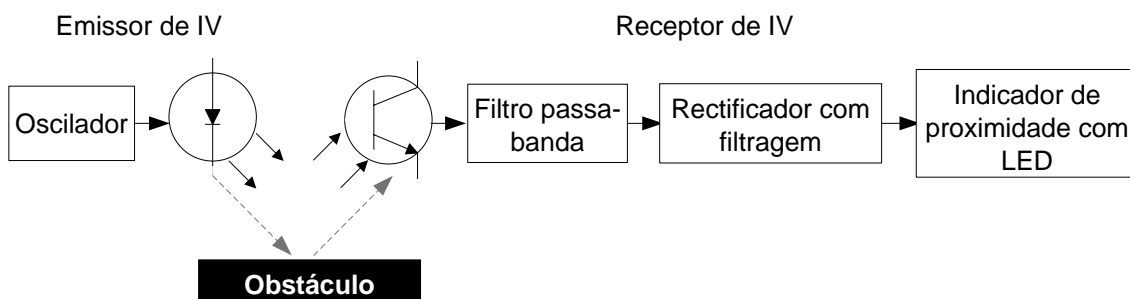 Emissor de IV
Receptor de IV
Oscilador
Filtro passa-
banda
Rectificador com
filtragem
Indicador de
proximidade com
LED
Obstáculo